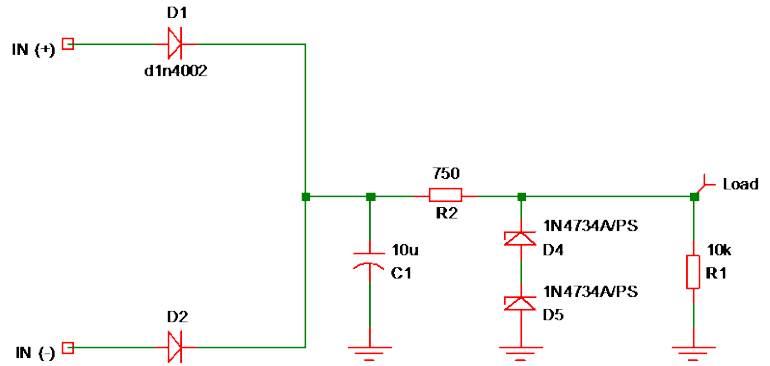 D1
IN (+)
d1n4002
750
R2
Load
1N4734A/PS
D4
10u
C1
10k
R1
1N4734A/PS
D5
D2
IN (-)